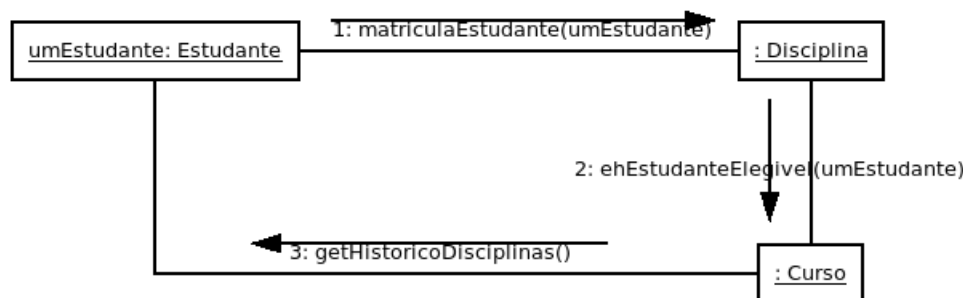 1: matriculaEstudante(umEstudante)
umEstudante: Estudante
: Disciplina
2: ehEstudanteElegivel(umEstudante)
3: getHistoricoDisciplinas()
: Curso